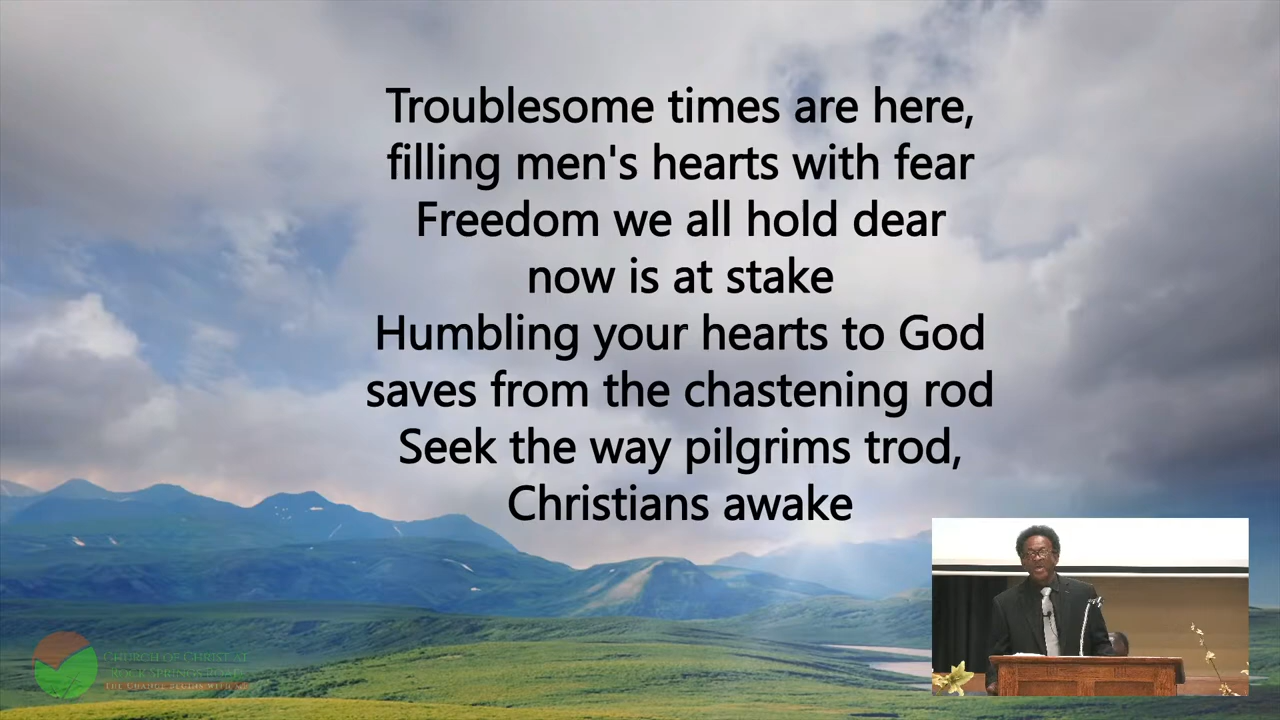 Troublesome times are here,
filling men's hearts with fear
Freedom we all hold dear
now is at stake
Humbling your hearts to God
saves from the chastening rod
Seek the way pilgrims trod,
Christians awake
Church of Christ at